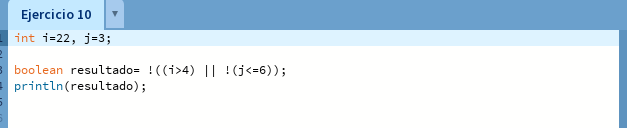 Ejercicio 10
int i=22, j=3;
boolean resultado= !((i>4) || !(j<=6));
println(resultado);